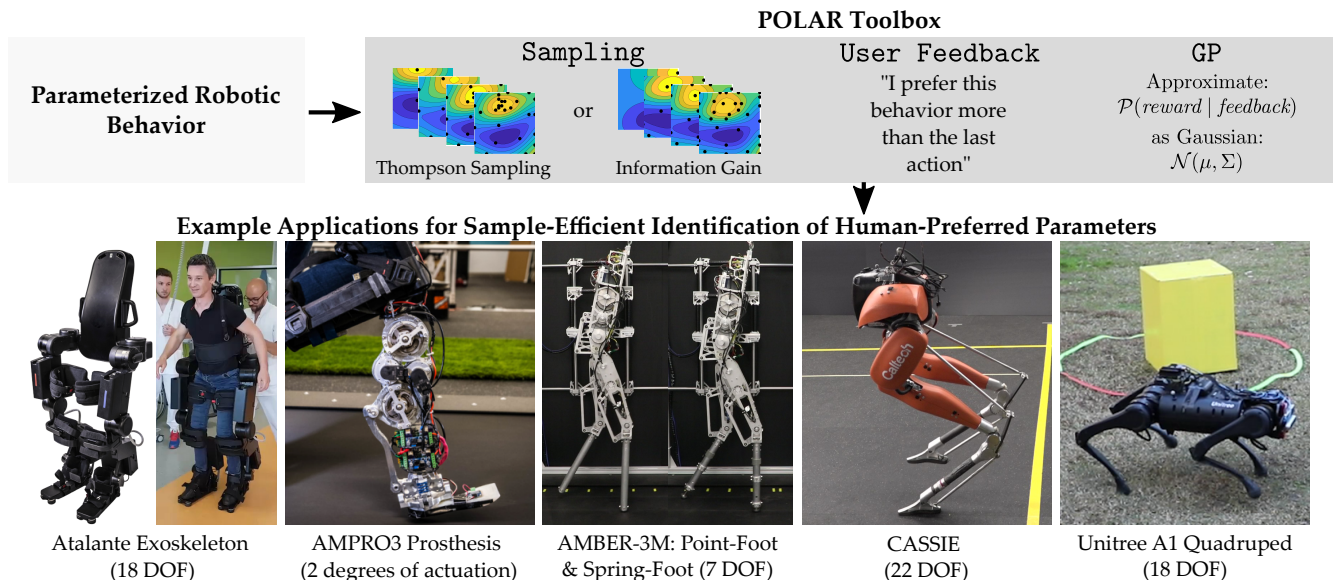 POLAR Toolbox
Parameterized Robotic
Behavior
Sampling
or
Thompson Sampling
Information Gain
User Feedback
"I prefer this
behavior more
than the last
action"
GP
Approximate:
𝒫(reward | feedback)
as Gaussian:
𝒩(μ, Σ)
Example Applications for Sample-Efficient Identification of Human-Preferred Parameters
Caltech
Unitree
Atalante Exoskeleton
(18 DOF)
AMPRO3 Prosthesis
(2 degrees of actuation)
AMBER-3M: Point-Foot
& Spring-Foot (7 DOF)
CASSIE
(22 DOF)
Unitree A1 Quadruped
(18 DOF)